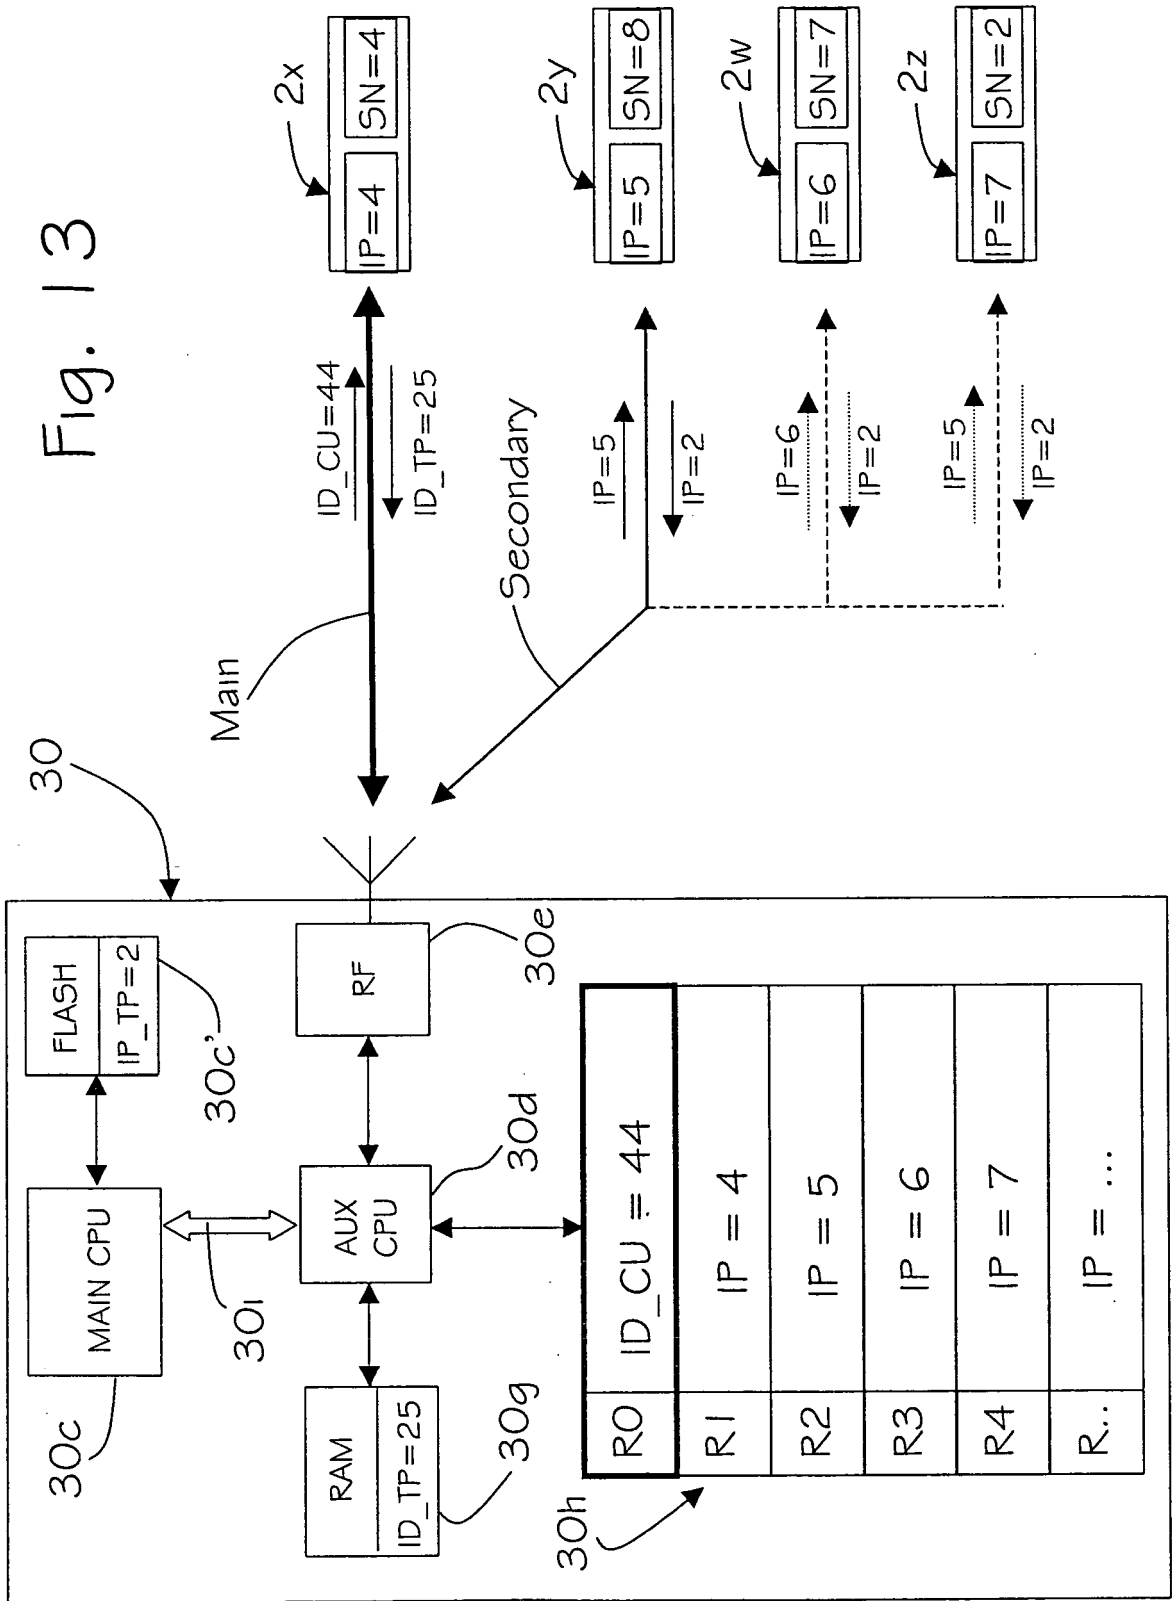 Fig. 13
30
30c
MAIN CPU
FLASH
IP_TP=2
30c'
30i
RAM
ID_TP=25
30g
AUX
CPU
30d
RF
30e
30h
R0 ID_CU = 44
R1 IP = 4
R2 IP = 5
R3 IP = 6
R4 IP = 7
R.. IP = ...
Main
ID_CU=44
ID_TP=25
2x
IP=4 SN=4
Secondary
IP=5
IP=2
2y
IP=5 SN=8
IP=6
IP=2
2w
IP=6 SN=7
IP=5
IP=2
2z
IP=7 SN=2